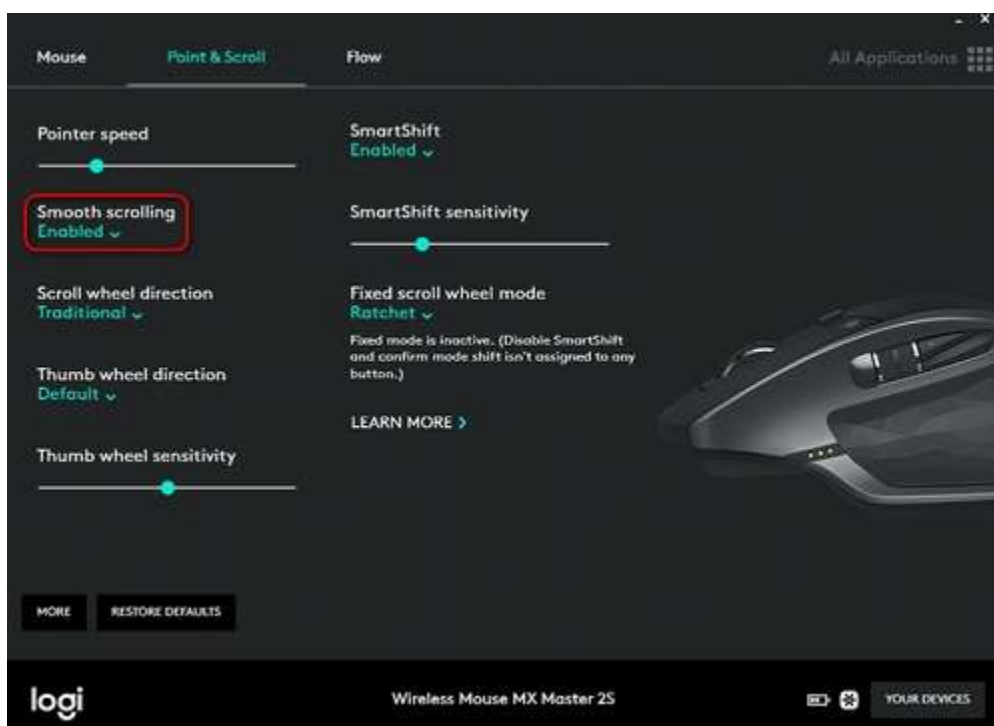 Mouse
Point & Scroll
Flow
All Applications
Pointer speed
Smooth scrolling
Enabled
Scroll wheel direction
Traditional
Thumb wheel direction
Default
Thumb wheel sensitivity
SmartShift
Enabled
SmartShift sensitivity
Fixed scroll wheel mode
Ratchet
Fixed mode is inactive. (Disable SmartShift
and confirm mode shift isn't assigned to any
button.)
LEARN MORE
MORE
RESTORE DEFAULTS
logi
Wireless Mouse MX Master 2S
YOUR DEVICES